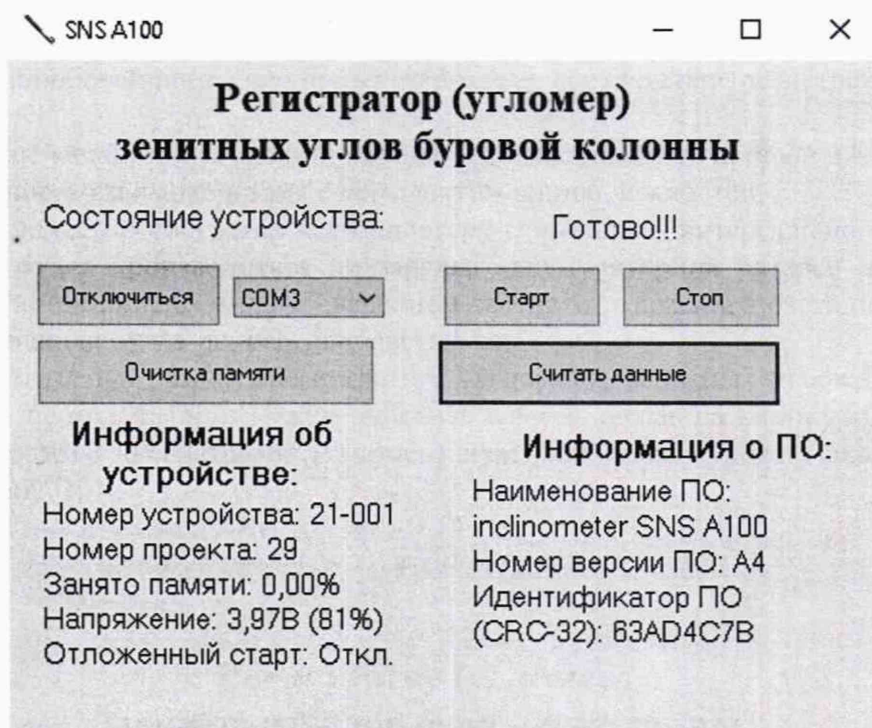 SNS A100
Регистратор (угломер)
зенитных углов буровой колонны
Состояние устройства:
Готово!!!
Отключиться
COM3
Старт
Стоп
Очистка памяти
Считать данные
Информация об
устройстве:
Номер устройства: 21-001
Номер проекта: 29
Занято памяти: 0,00%
Напряжение: 3,97В (81%)
Отложенный старт: Откл.
Информация о ПО:
Наименование ПО:
inclinometer SNS A100
Номер версии ПО: A4
Идентификатор ПО
(CRC-32): 63AD4C7B